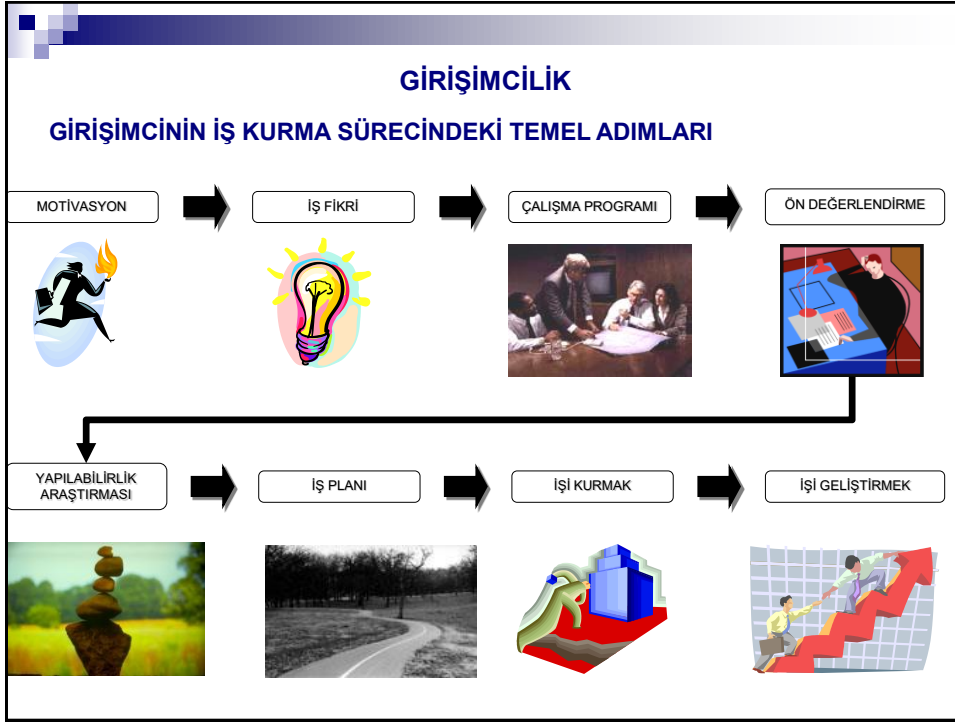 GİRİŞİMCİLİK
GİRİŞİMCİNİN İŞ KURMA SÜRECİNDEKİ TEMEL ADIMLARI
MOTİVASYON
İŞ FİKRİ
ÇALIŞMA PROGRAMI
ÖN DEĞERLENDİRME
YAPILABİLİRLİK
ARAŞTIRMASI
İŞ PLANI
İŞİ KURMAK
İŞİ GELİŞTİRMEK